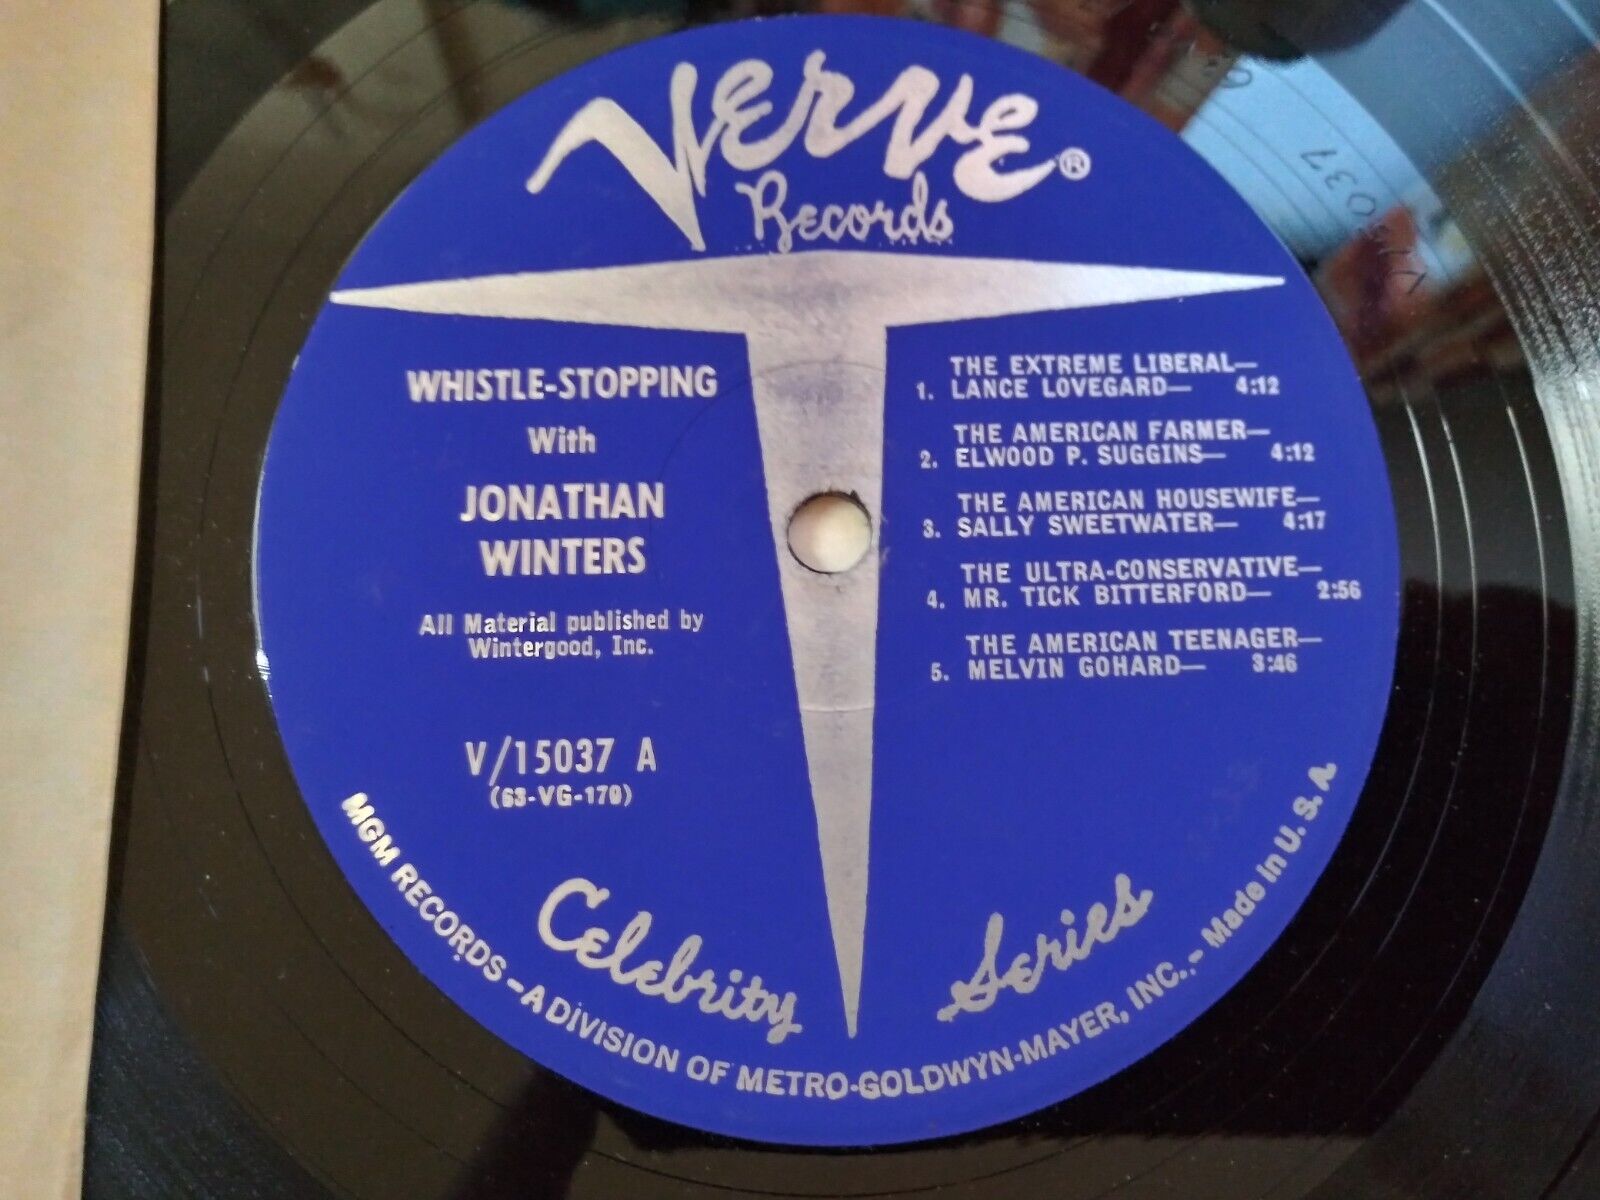 VERVE ®
Records
WHISTLE-STOPPING
With
JONATHAN
WINTERS
All Material published by
Wintergood, Inc.
V/15037 A
(63-VG-170)
THE EXTREME LIBERAL—
1. LANCE LOVEGARD— 4:12
THE AMERICAN FARMER—
2. ELWOOD P. SUGGINS— 4:12
THE AMERICAN HOUSEWIFE—
3. SALLY SWEETWATER— 4:17
THE ULTRA-CONSERVATIVE—
4. MR. TICK BITTERFORD— 2:56
THE AMERICAN TEENAGER—
5. MELVIN GOHARD— 3:46
Celebrity Series
MGM RECORDS – A DIVISION OF METRO-GOLDWYN-MAYER, INC. - Made in U. S. A.